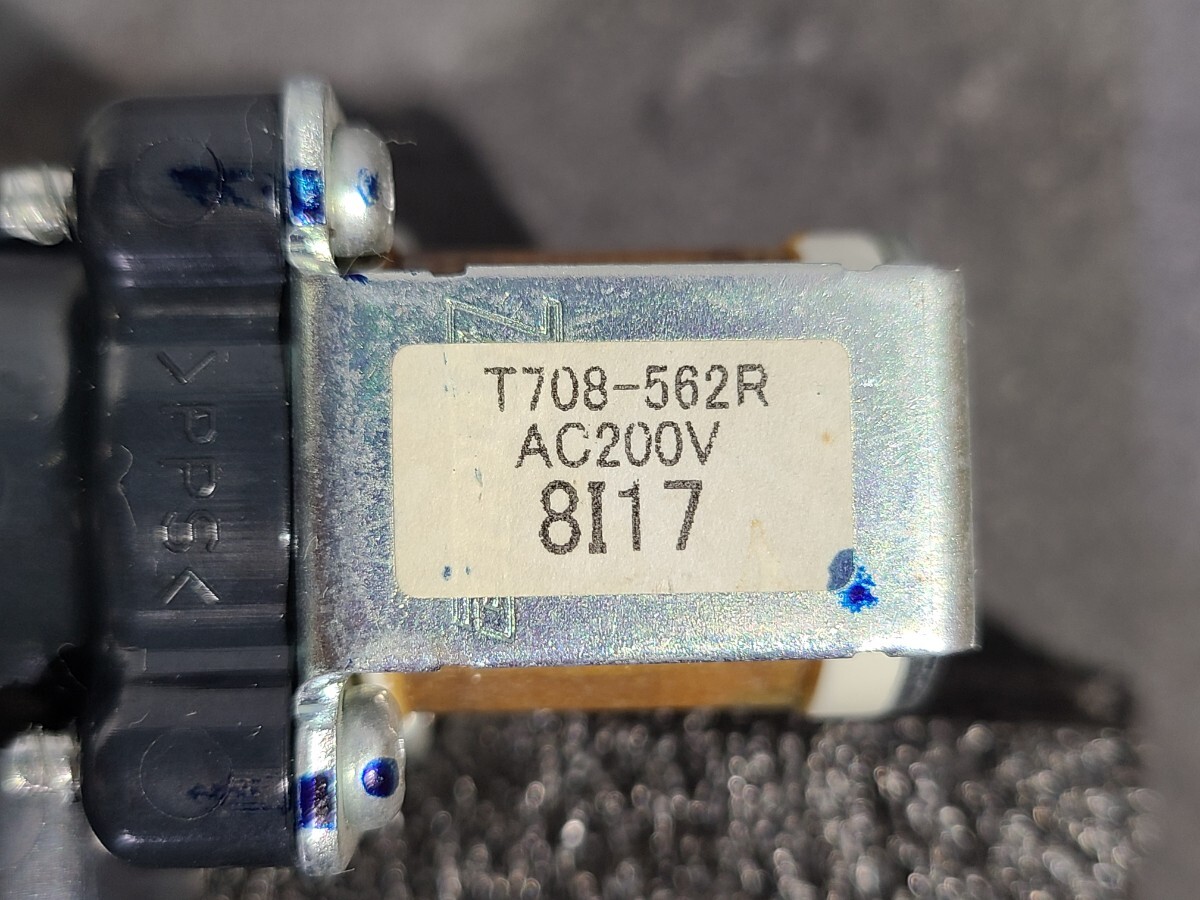 T708-562R
AC200V
8I17
>PPS<